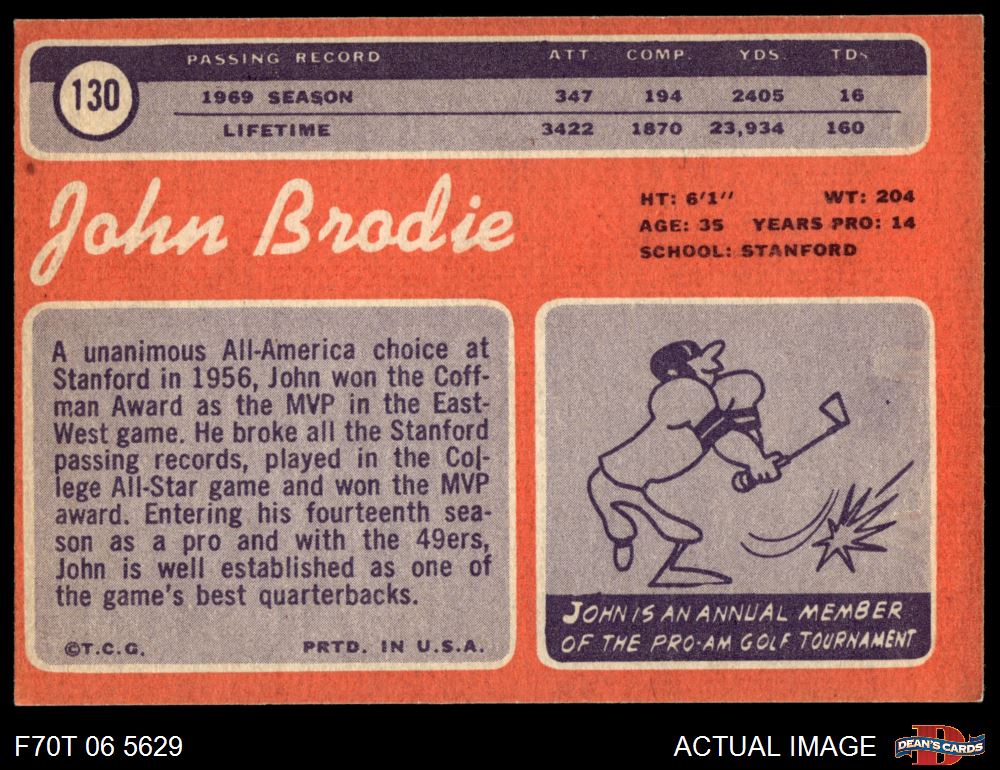 PASSING RECORD ATT. COMP. YDS. TDs
130
1969 SEASON 347 194 2405 16
LIFETIME 3422 1870 23,934 160
John Brodie
HT: 6'1'' WT: 204
AGE: 35 YEARS PRO: 14
SCHOOL: STANFORD
A unanimous All-America choice at
Stanford in 1956, John won the Coff-
man Award as the MVP in the East-
West game. He broke all the Stanford
passing records, played in the Col-
lege All-Star game and won the MVP
award. Entering his fourteenth sea-
son as a pro and with the 49ers,
John is well established as one of
the game's best quarterbacks.
©T.C.G. PRTD. IN U.S.A.
JOHN IS AN ANNUAL MEMBER
OF THE PRO-AM GOLF TOURNAMENT
F70T 06 5629
ACTUAL IMAGE
DEAN'S CARDS